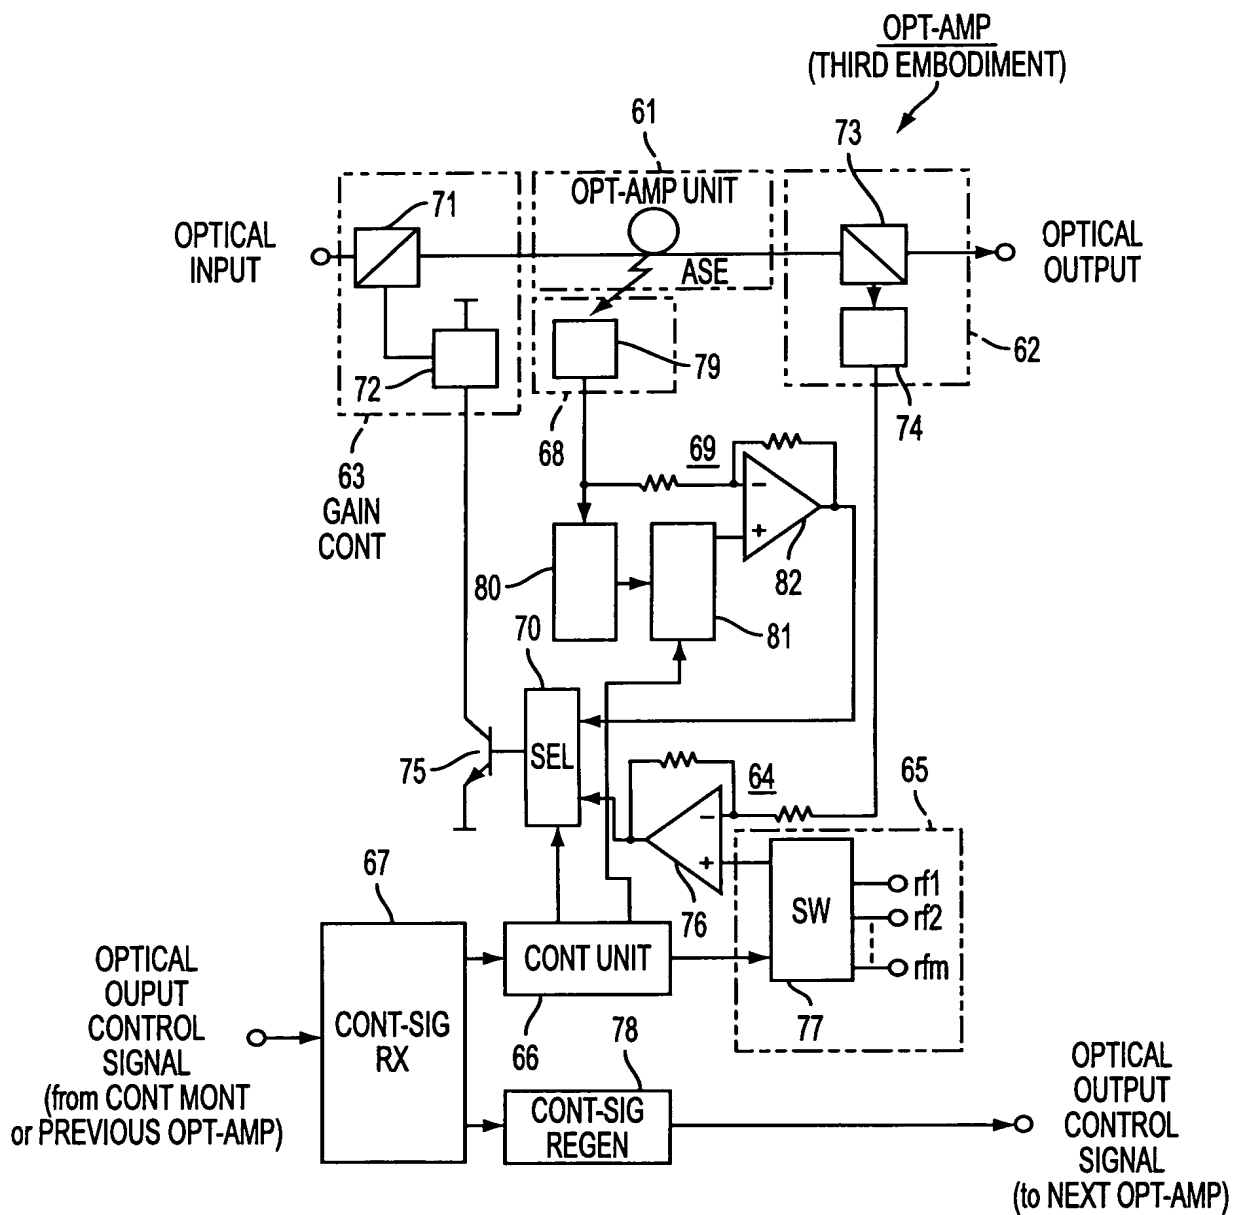 OPT-AMP
(THIRD EMBODIMENT)
61
73
OPT-AMP UNIT
71
OPTICAL
INPUT
OPTICAL
OUTPUT
ASE
72
79
62
74
68
69
63
GAIN
CONT
−
+
82
80
81
70
SEL
75
64
65
−
+
76
67
SW
rf1
rf2
rfm
77
OPTICAL
OUPUT
CONTROL
SIGNAL
(from CONT MONT
or PREVIOUS OPT-AMP)
CONT-SIG
RX
CONT UNIT
66
78
CONT-SIG
REGEN
OPTICAL
OUTPUT
CONTROL
SIGNAL
(to NEXT OPT-AMP)